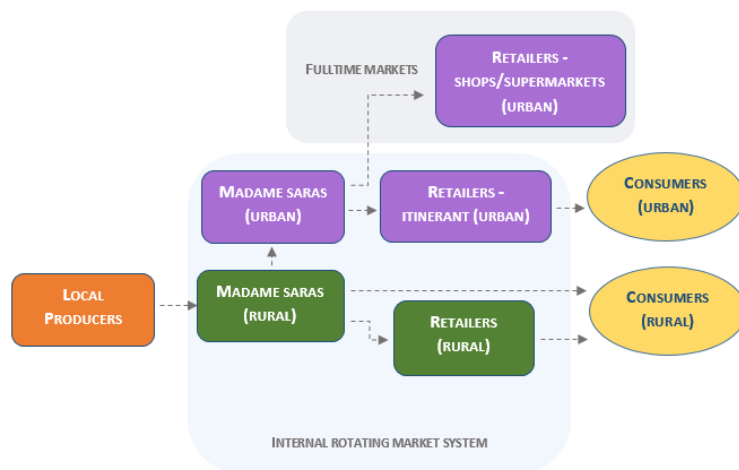 FULLTIME MARKETS
RETAILERS -
SHOPS/SUPERMARKETS
(URBAN)
MADAME SARAS
(URBAN)
RETAILERS -
ITINERANT (URBAN)
CONSUMERS
(URBAN)
LOCAL
PRODUCERS
MADAME SARAS
(RURAL)
RETAILERS
(RURAL)
CONSUMERS
(RURAL)
INTERNAL ROTATING MARKET SYSTEM